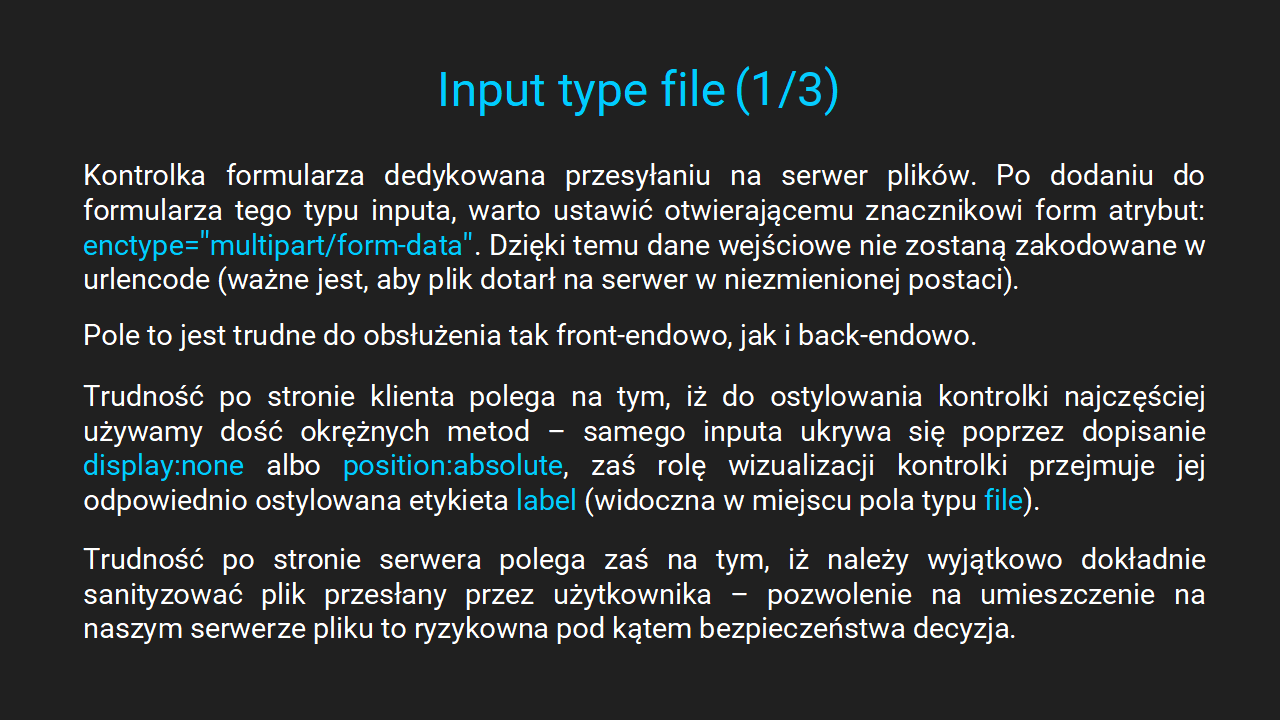 Input type file (1/3)
Kontrolka formularza dedykowana przesyłaniu na serwer plików. Po dodaniu do
formularza tego typu inputa, warto ustawić otwierającemu znacznikowi form atrybut:
enctype="multipart/form-data". Dzięki temu dane wejściowe nie zostaną zakodowane w
urlencode (ważne jest, aby plik dotarł na serwer w niezmienionej postaci).
Pole to jest trudne do obsłużenia tak front-endowo, jak i back-endowo.
Trudność po stronie klienta polega na tym, iż do ostylowania kontrolki najczęściej
używamy dość okrężnych metod – samego inputa ukrywa się poprzez dopisanie
display:none albo position:absolute, zaś rolę wizualizacji kontrolki przejmuje jej
odpowiednio ostylowana etykieta label (widoczna w miejscu pola typu file).
Trudność po stronie serwera polega zaś na tym, iż należy wyjątkowo dokładnie
sanityzować plik przesłany przez użytkownika – pozwolenie na umieszczenie na
naszym serwerze pliku to ryzykowna pod kątem bezpieczeństwa decyzja.